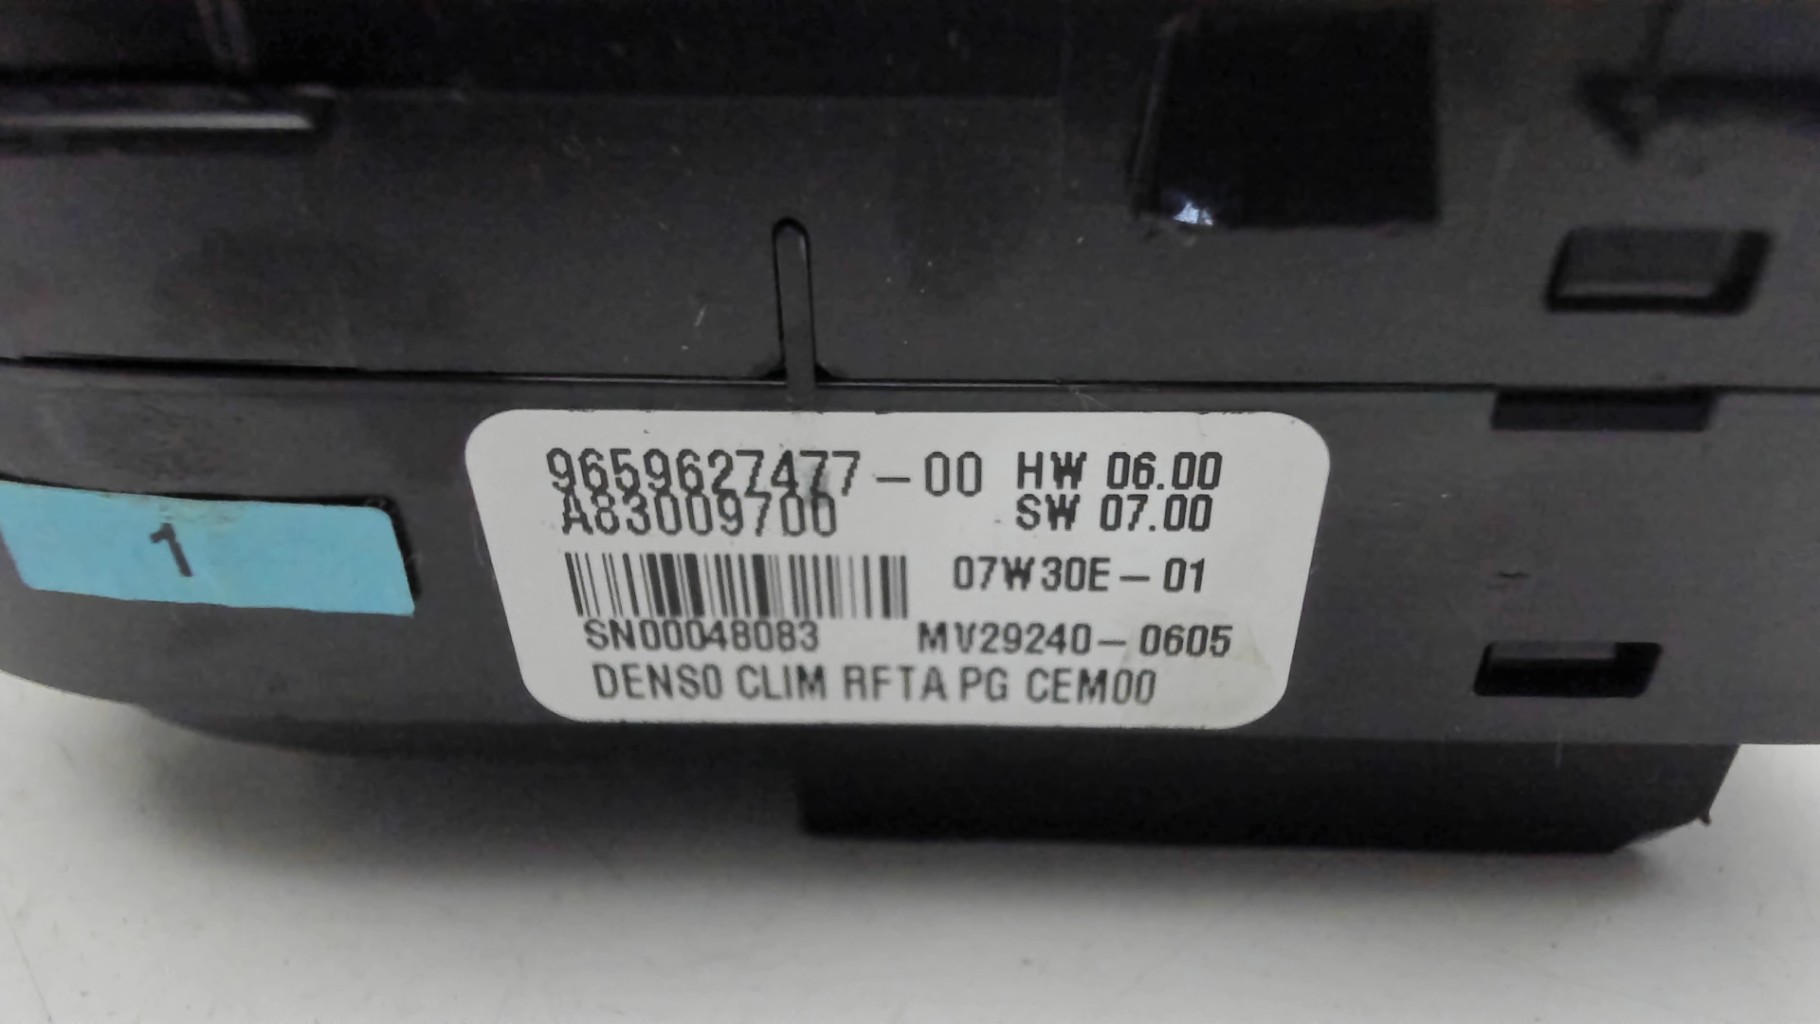 9659627477-00 HW 06.00
A83009700 SW 07.00
07W30E-01
SN00048083 MV29240-0605
DENSO CLIM RFTA PG CEM00
1